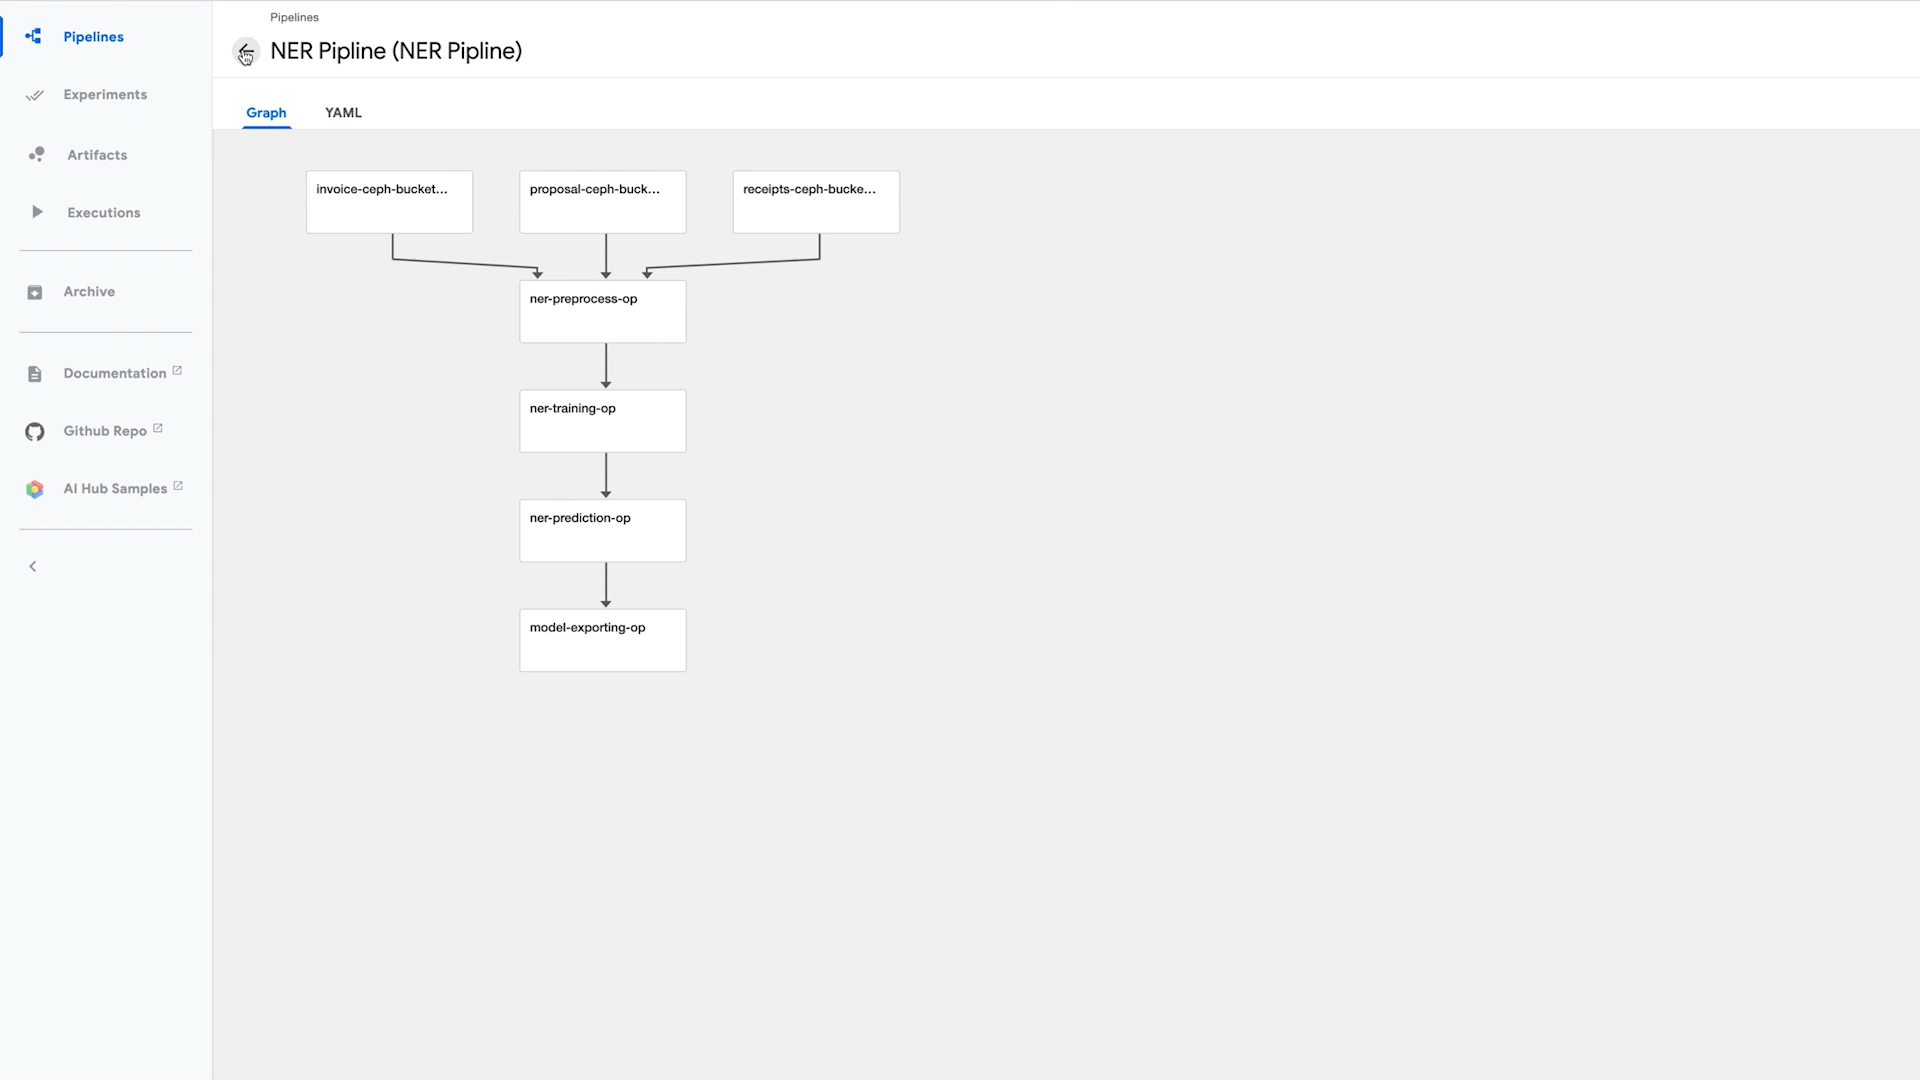 Pipelines
Experiments
Artifacts
Executions
Archive
Documentation
Github Repo
AI Hub Samples
Pipelines
NER Pipline (NER Pipline)
Graph
YAML
invoice-ceph-bucket...
proposal-ceph-buck...
receipts-ceph-bucke...
ner-preprocess-op
ner-training-op
ner-prediction-op
model-exporting-op